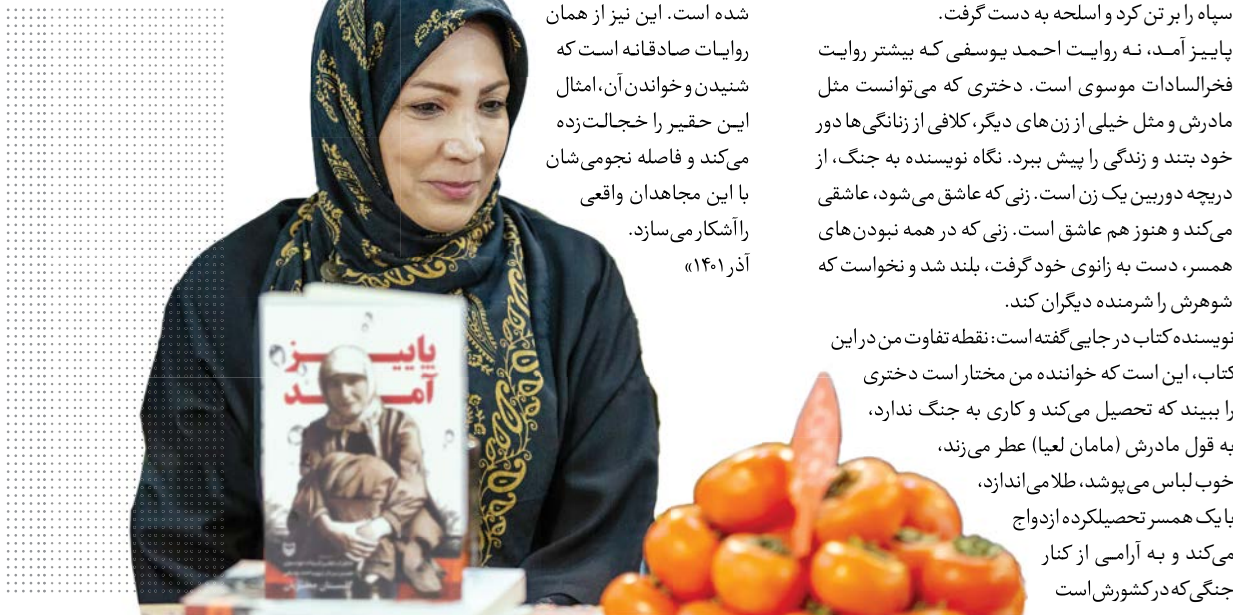 سپاه را بر تن کرد و اسلحه به دست گرفت.
پاییز آمد، نه روایت احمد یوسفی که بیشتر روایت
فخرالسادات موسوی است. دختری که می‌توانست مثل
مادرش و مثل خیلی از زن‌های دیگر، کلافی از زنانگی‌ها دور
خود بتند و زندگی را پیش ببرد. نگاه نویسنده به جنگ، از
دریچه دوربین یک زن است. زنی که عاشق می‌شود، عاشقی
می‌کند و هنوز هم عاشق است. زنی که در همه نبودن‌های
همسر، دست به زانوی خود گرفت، بلند شد و نخواست که
شوهرش را شرمنده دیگران کند.
نویسنده کتاب در جایی گفته است: نقطه تفاوت من در این
کتاب، این است که خواننده من مختار است دختری
را ببیند که تحصیل می‌کند و کاری به جنگ ندارد،
به قول مادرش (مامان لعیا) عطر می‌زند،
خوب لباس می‌پوشد، طلا می‌اندازد،
با یک همسر تحصیلکرده ازدواج
می‌کند و به آرامی از کنار
جنگی که در کشورش است
شده است. این نیز از همان
روایات صادقانه است که
شنیدن و خواندن آن، امثال
این حقیر را خجالت‌زده
می‌کند و فاصله نجومی‌شان
با این مجاهدان واقعی
را آشکار می‌سازد.
آذر ۱۴۰۱»
پاییز
آمد